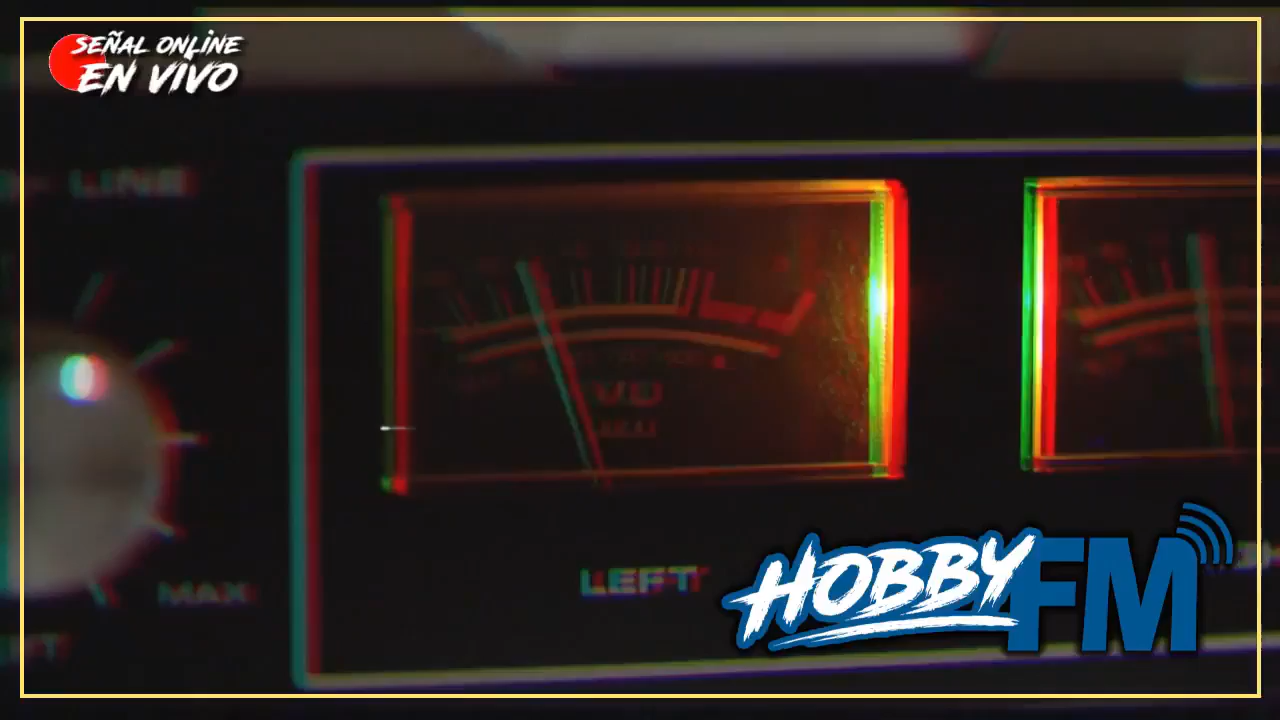 SEÑAL ONLINE
EN VIVO
LINE
VU
LEFT
MAX
HOBBY FM